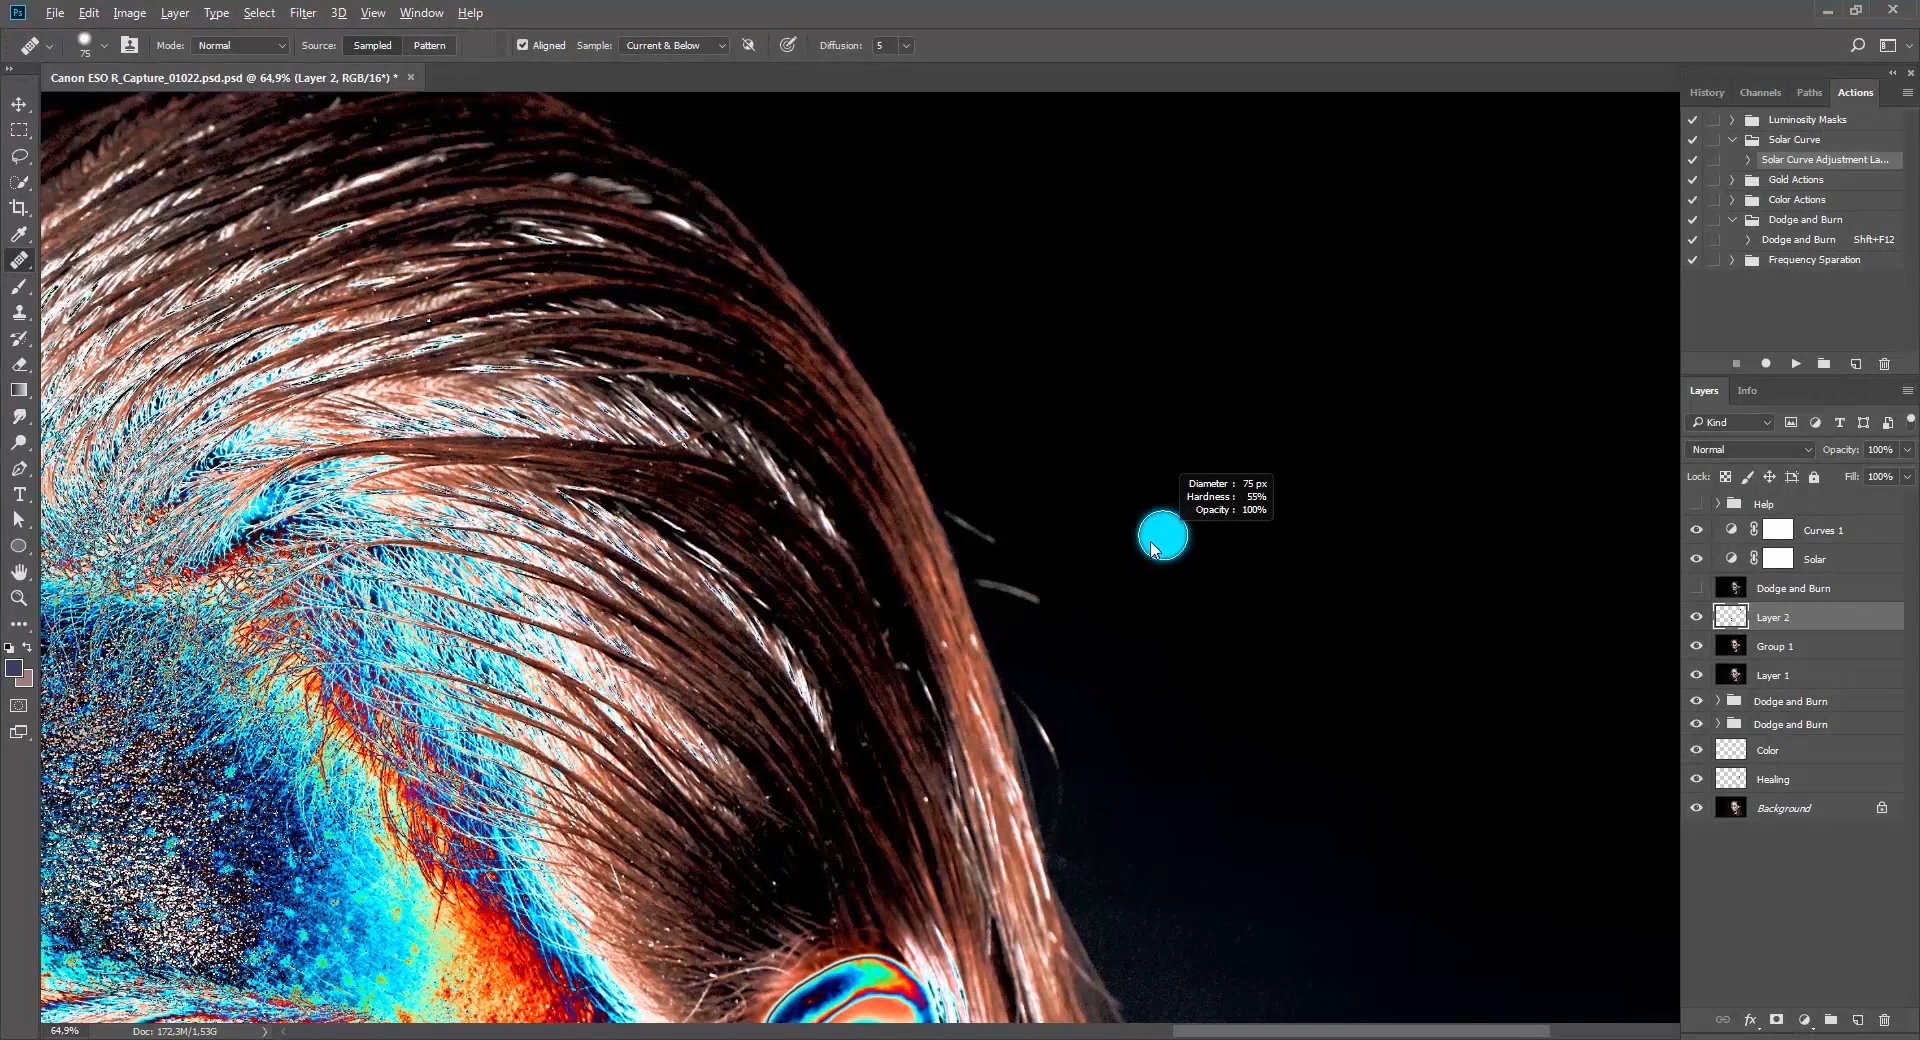 Ps File Edit Image Layer Type Select Filter 3D View Window Help
75 Mode: Normal Source: Sampled Pattern Aligned Sample: Current & Below Diffusion: 5
Canon ESO R_Capture_01022.psd.psd @ 64,9% (Layer 2, RGB/16*) * ×
History Channels Paths Actions
Luminosity Masks
Solar Curve
Solar Curve Adjustment La...
Gold Actions
Color Actions
Dodge and Burn
Dodge and Burn Shft+F12
Frequency Sparation
Layers Info
Kind
Normal Opacity: 100%
Lock: Fill: 100%
Help
Curves 1
Solar
Dodge and Burn
Layer 2
Group 1
Layer 1
Dodge and Burn
Dodge and Burn
Color
Healing
Background
fx
Diameter : 75 px
Hardness : 55%
Opacity : 100%
T
64,9% Doc: 172,3M/1,53G